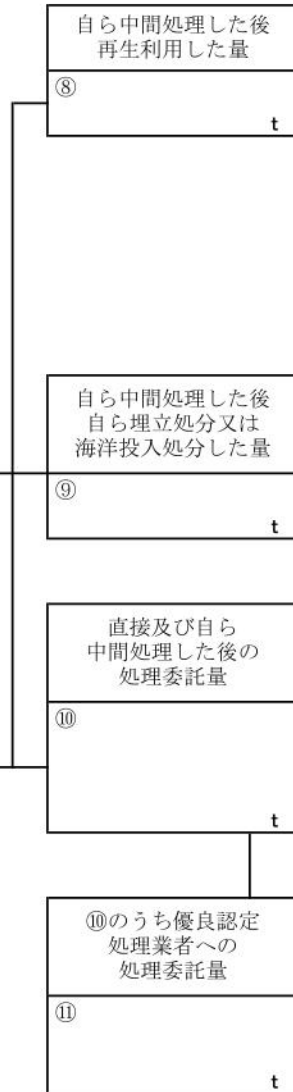 自ら中間処理した後
再生利用した量
⑧
t
自ら中間処理した後
自ら埋立処分又は
海洋投入処分した量
⑨
t
直接及び自ら
中間処理した後の
処理委託量
⑩
t
⑩のうち優良認定
処理業者への
処理委託量
⑪
t